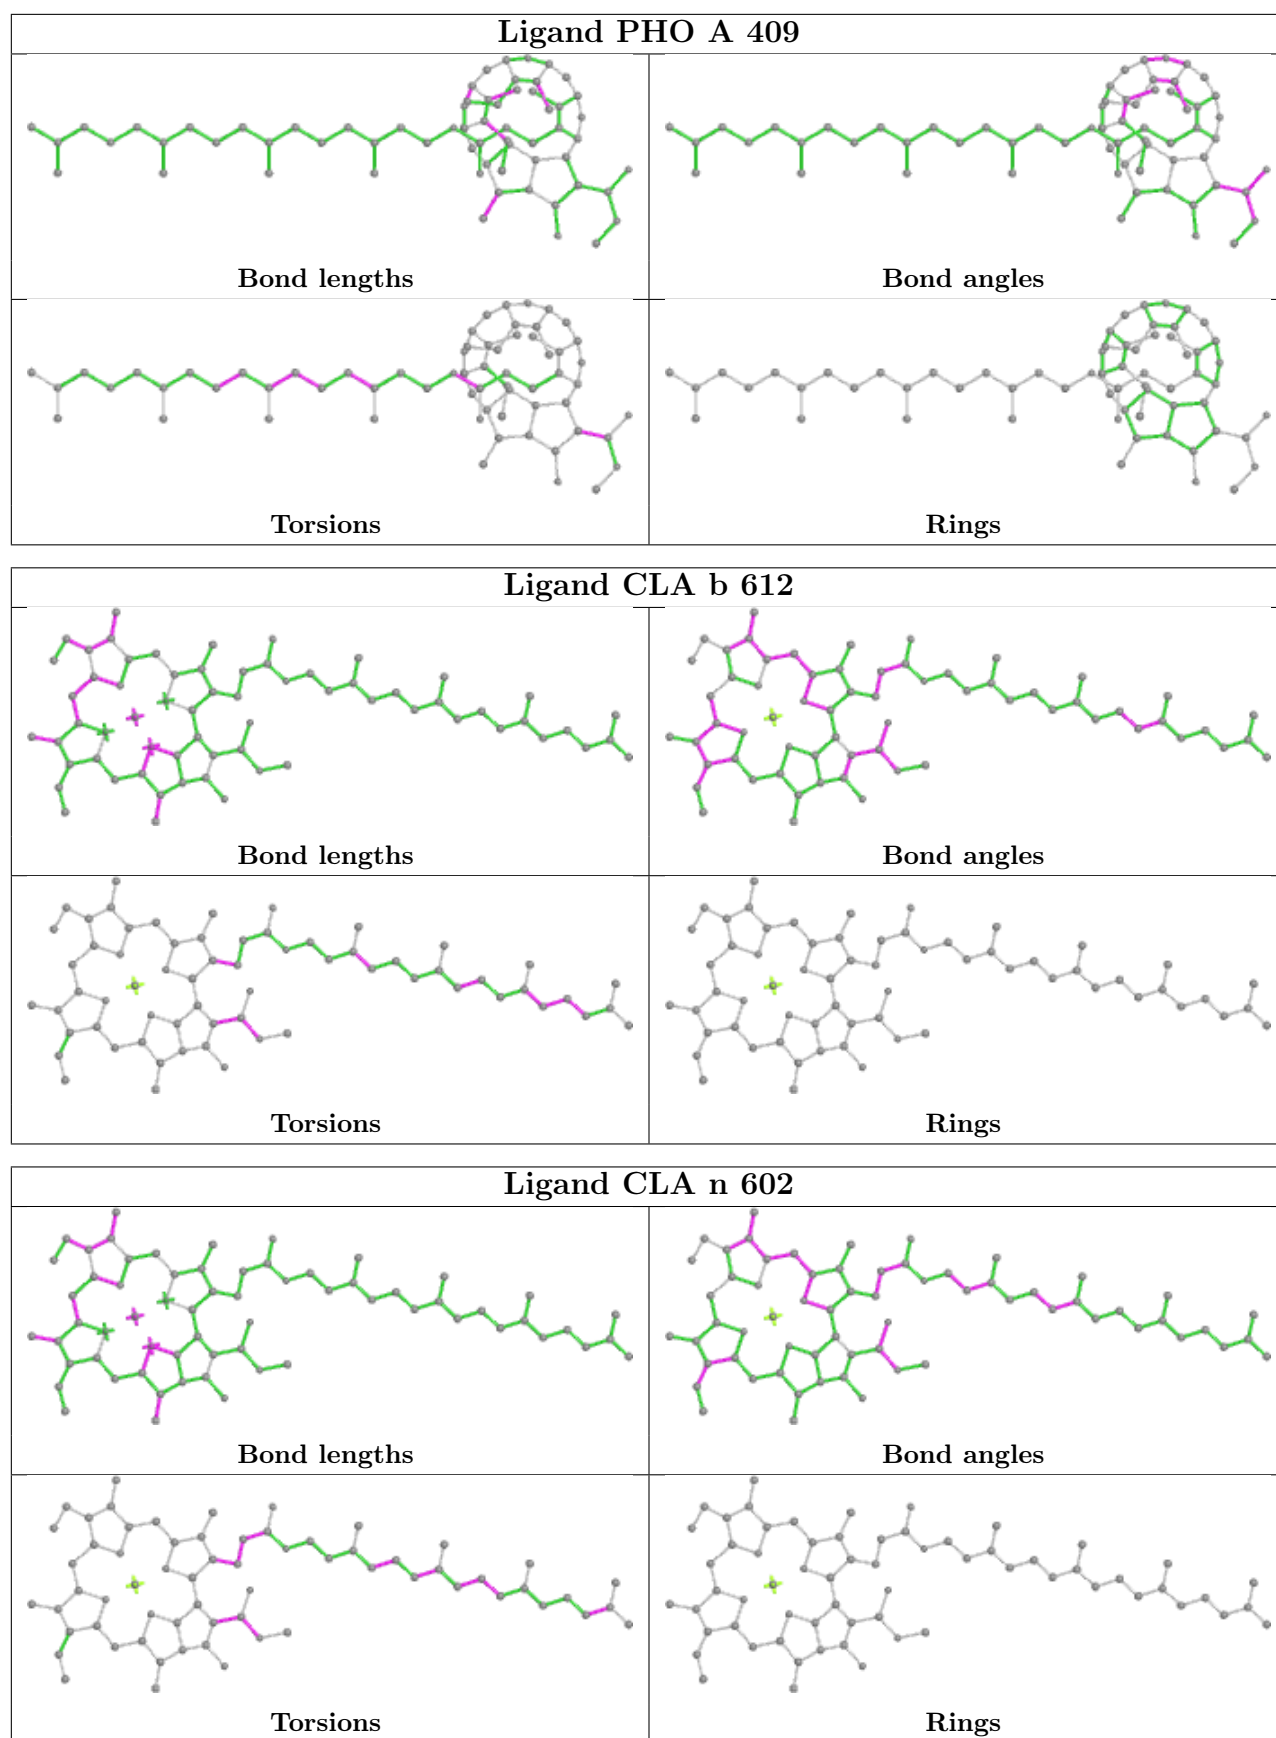 Ligand PHO A 409
Bond lengths
Bond angles
Torsions
Rings
Ligand CLA b 612
Bond lengths
Bond angles
Torsions
Rings
Ligand CLA n 602
Bond lengths
Bond angles
Torsions
Rings